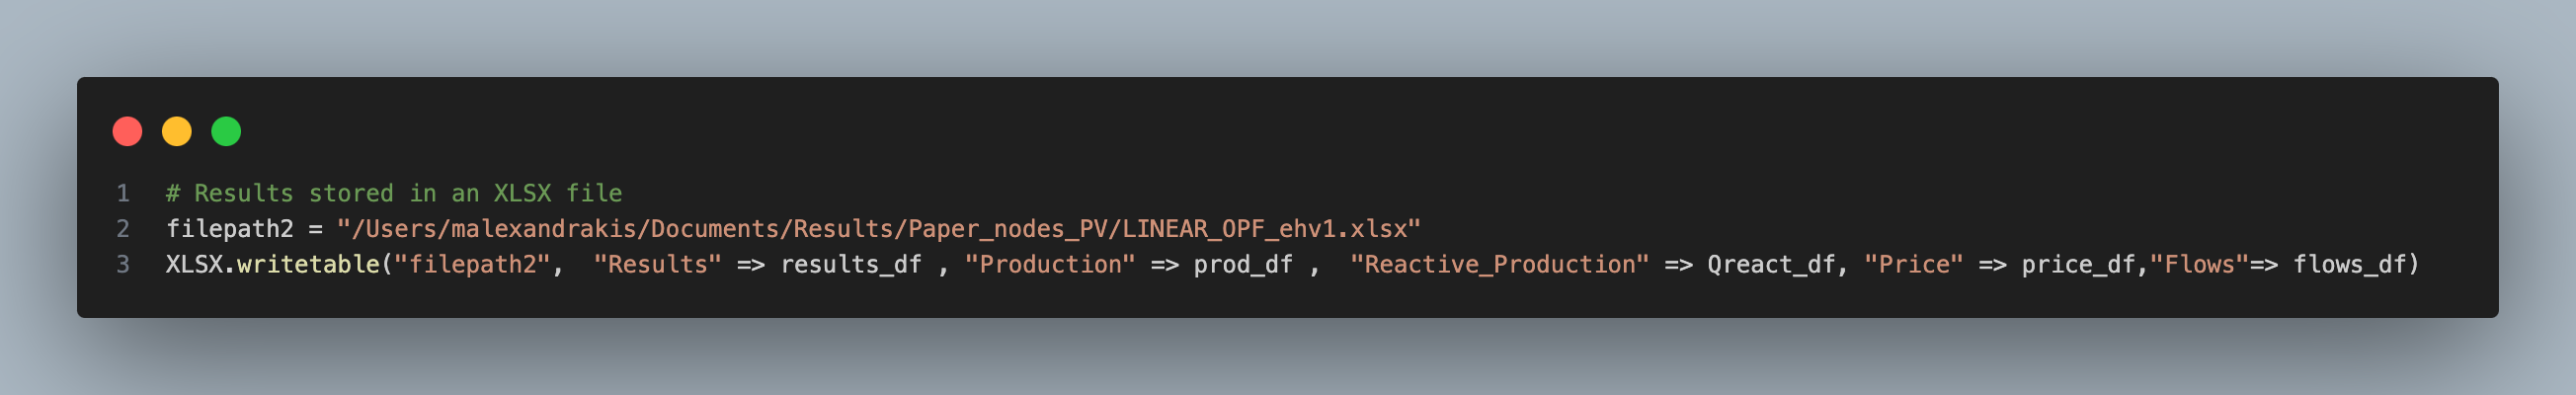 1 # Results stored in an XLSX file
2 filepath2 = "/Users/malexandrakis/Documents/Results/Paper_nodes_PV/LINEAR_OPF_ehv1.xlsx"
3 XLSX.writetable("filepath2",  "Results" => results_df , "Production" => prod_df ,  "Reactive_Production" => Qreact_df, "Price" => price_df,"Flows"=> flows_df)